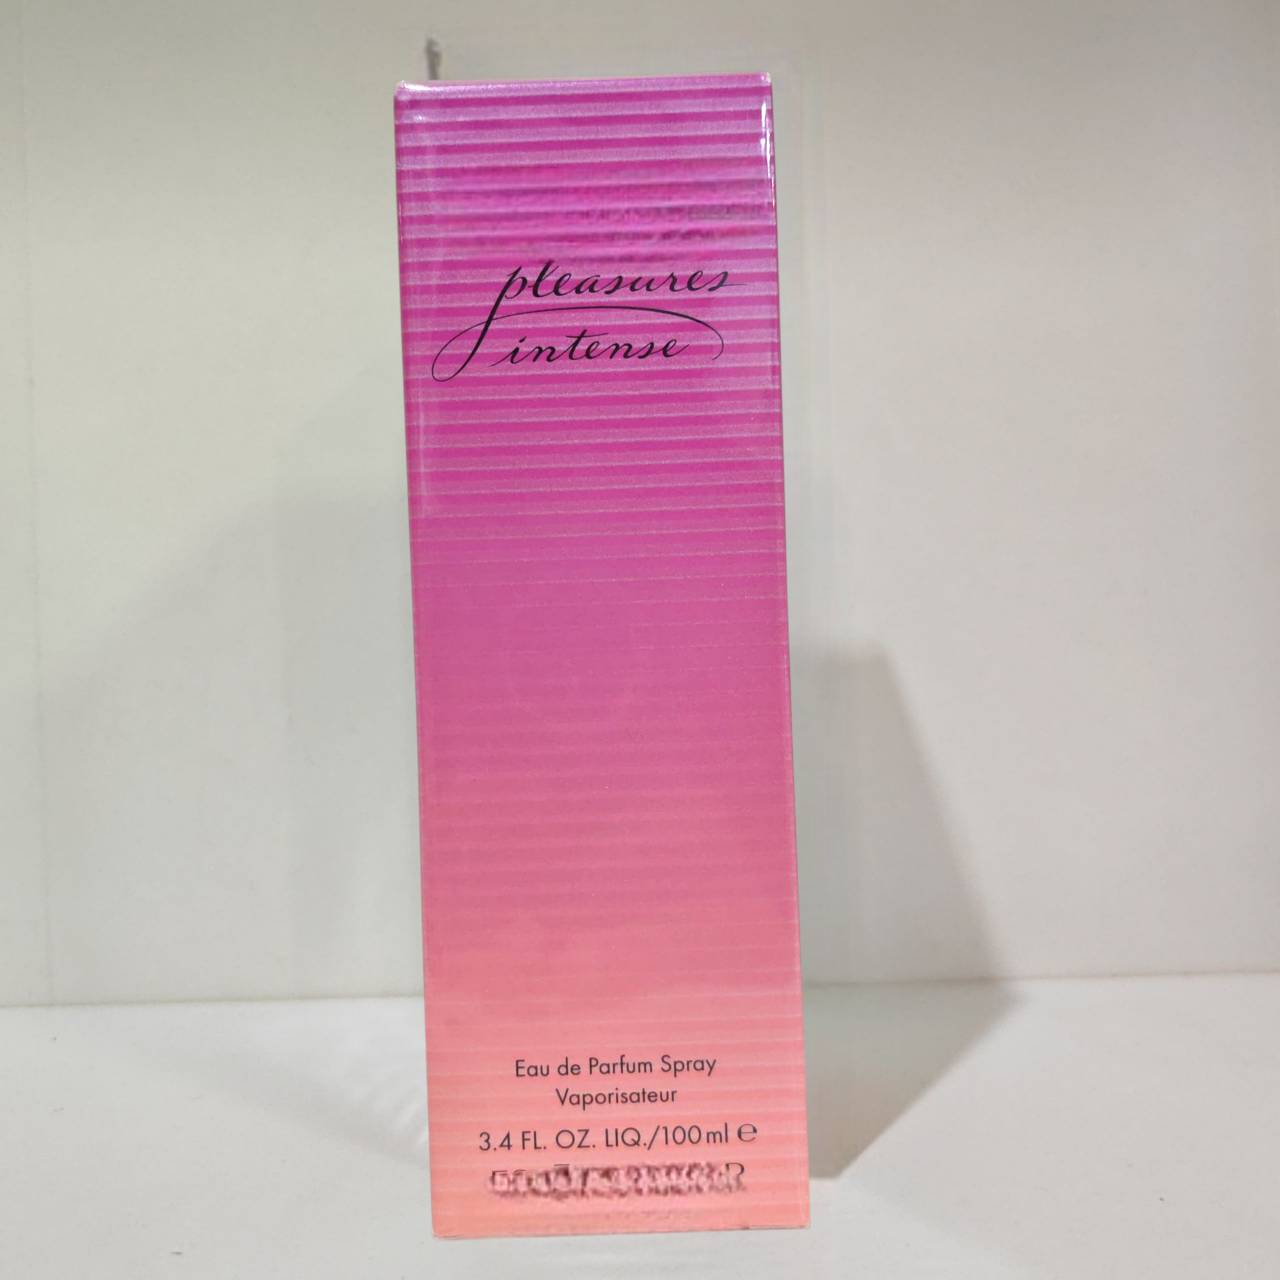 pleasures
intense
Eau de Parfum Spray
Vaporisateur
3.4 FL. OZ. LIQ./100 ml ℮